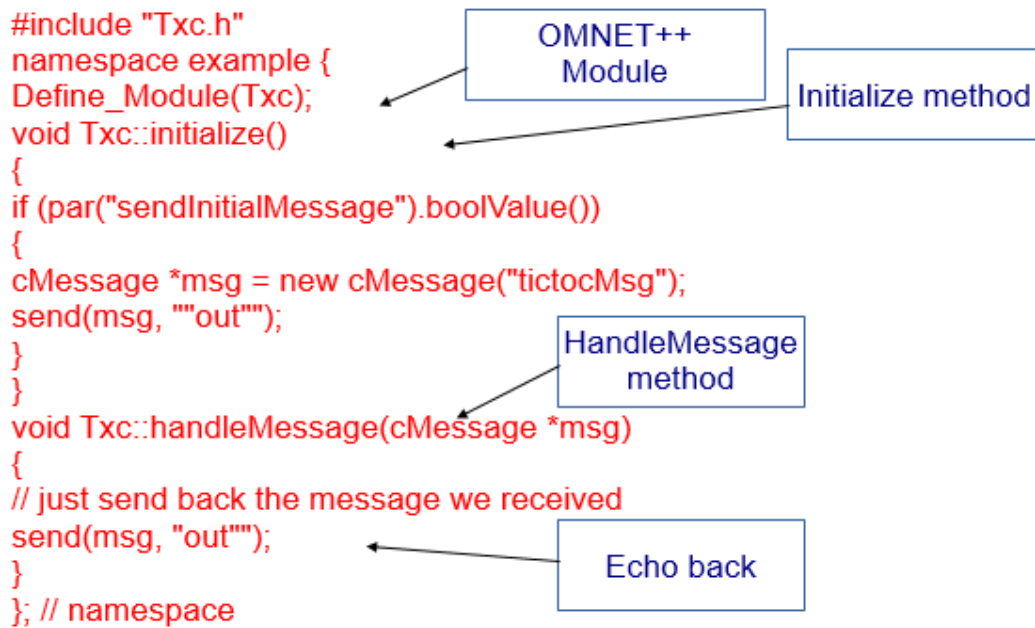 #include "Txc.h"
namespace example {
Define_Module(Txc);
void Txc::initialize()
{
if (par("sendInitialMessage").boolValue())
{
cMessage *msg = new cMessage("tictocMsg");
send(msg, ""out"");
}
}
void Txc::handleMessage(cMessage *msg)
{
// just send back the message we received
send(msg, "out"");
}
}; // namespace
OMNET++
Module
Initialize method
HandleMessage
method
Echo back